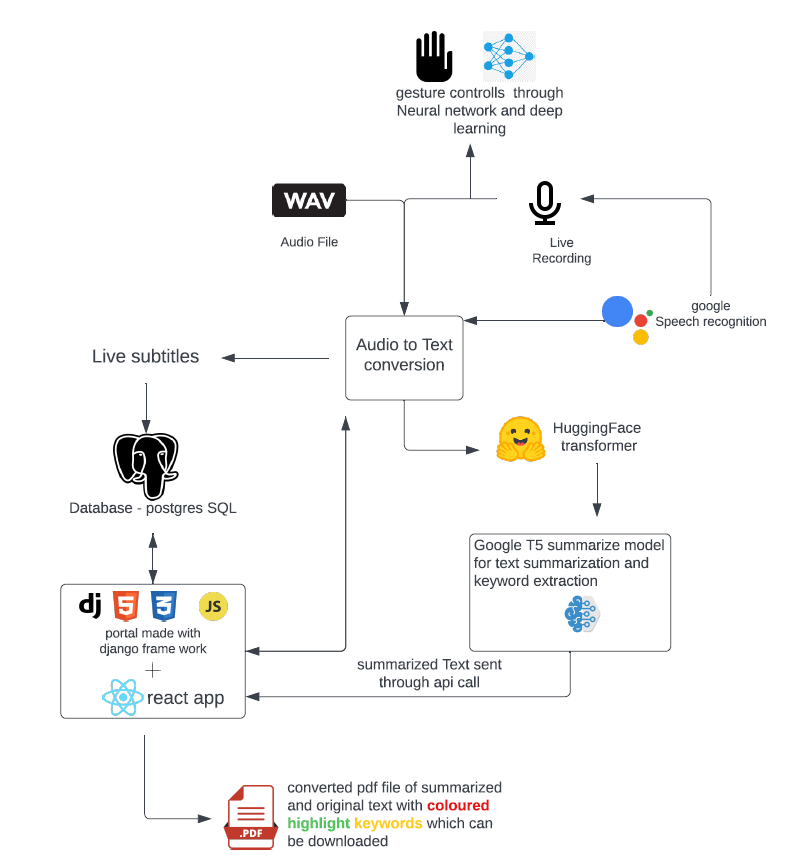 gesture controlls through
Neural network and deep
learning
WAV
Audio File
Live
Recording
google
Speech recognition
Audio to Text
conversion
Live subtitles
HuggingFace
transformer
Database - postgres SQL
Google T5 summarize model
for text summarization and
keyword extraction
dj
5
3
JS
portal made with
django frame work
+
react app
summarized Text sent
through api call
converted pdf file of summarized
and original text with coloured
highlight keywords which can
be downloaded
.PDF